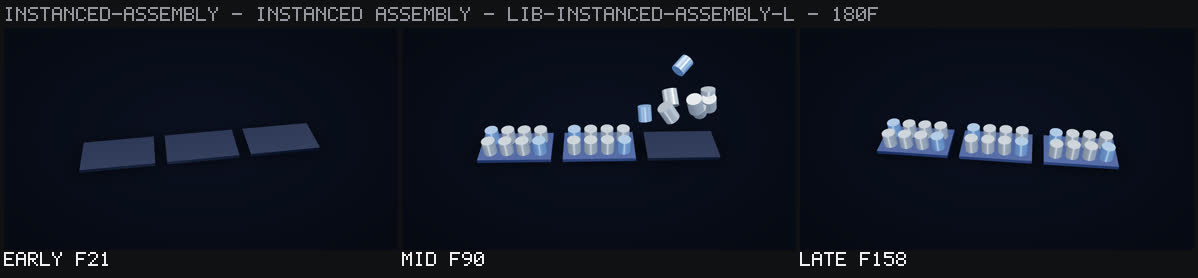 INSTANCED-ASSEMBLY - INSTANCED ASSEMBLY - LIB-INSTANCED-ASSEMBLY-L - 180F
EARLY F21
MID F90
LATE F158